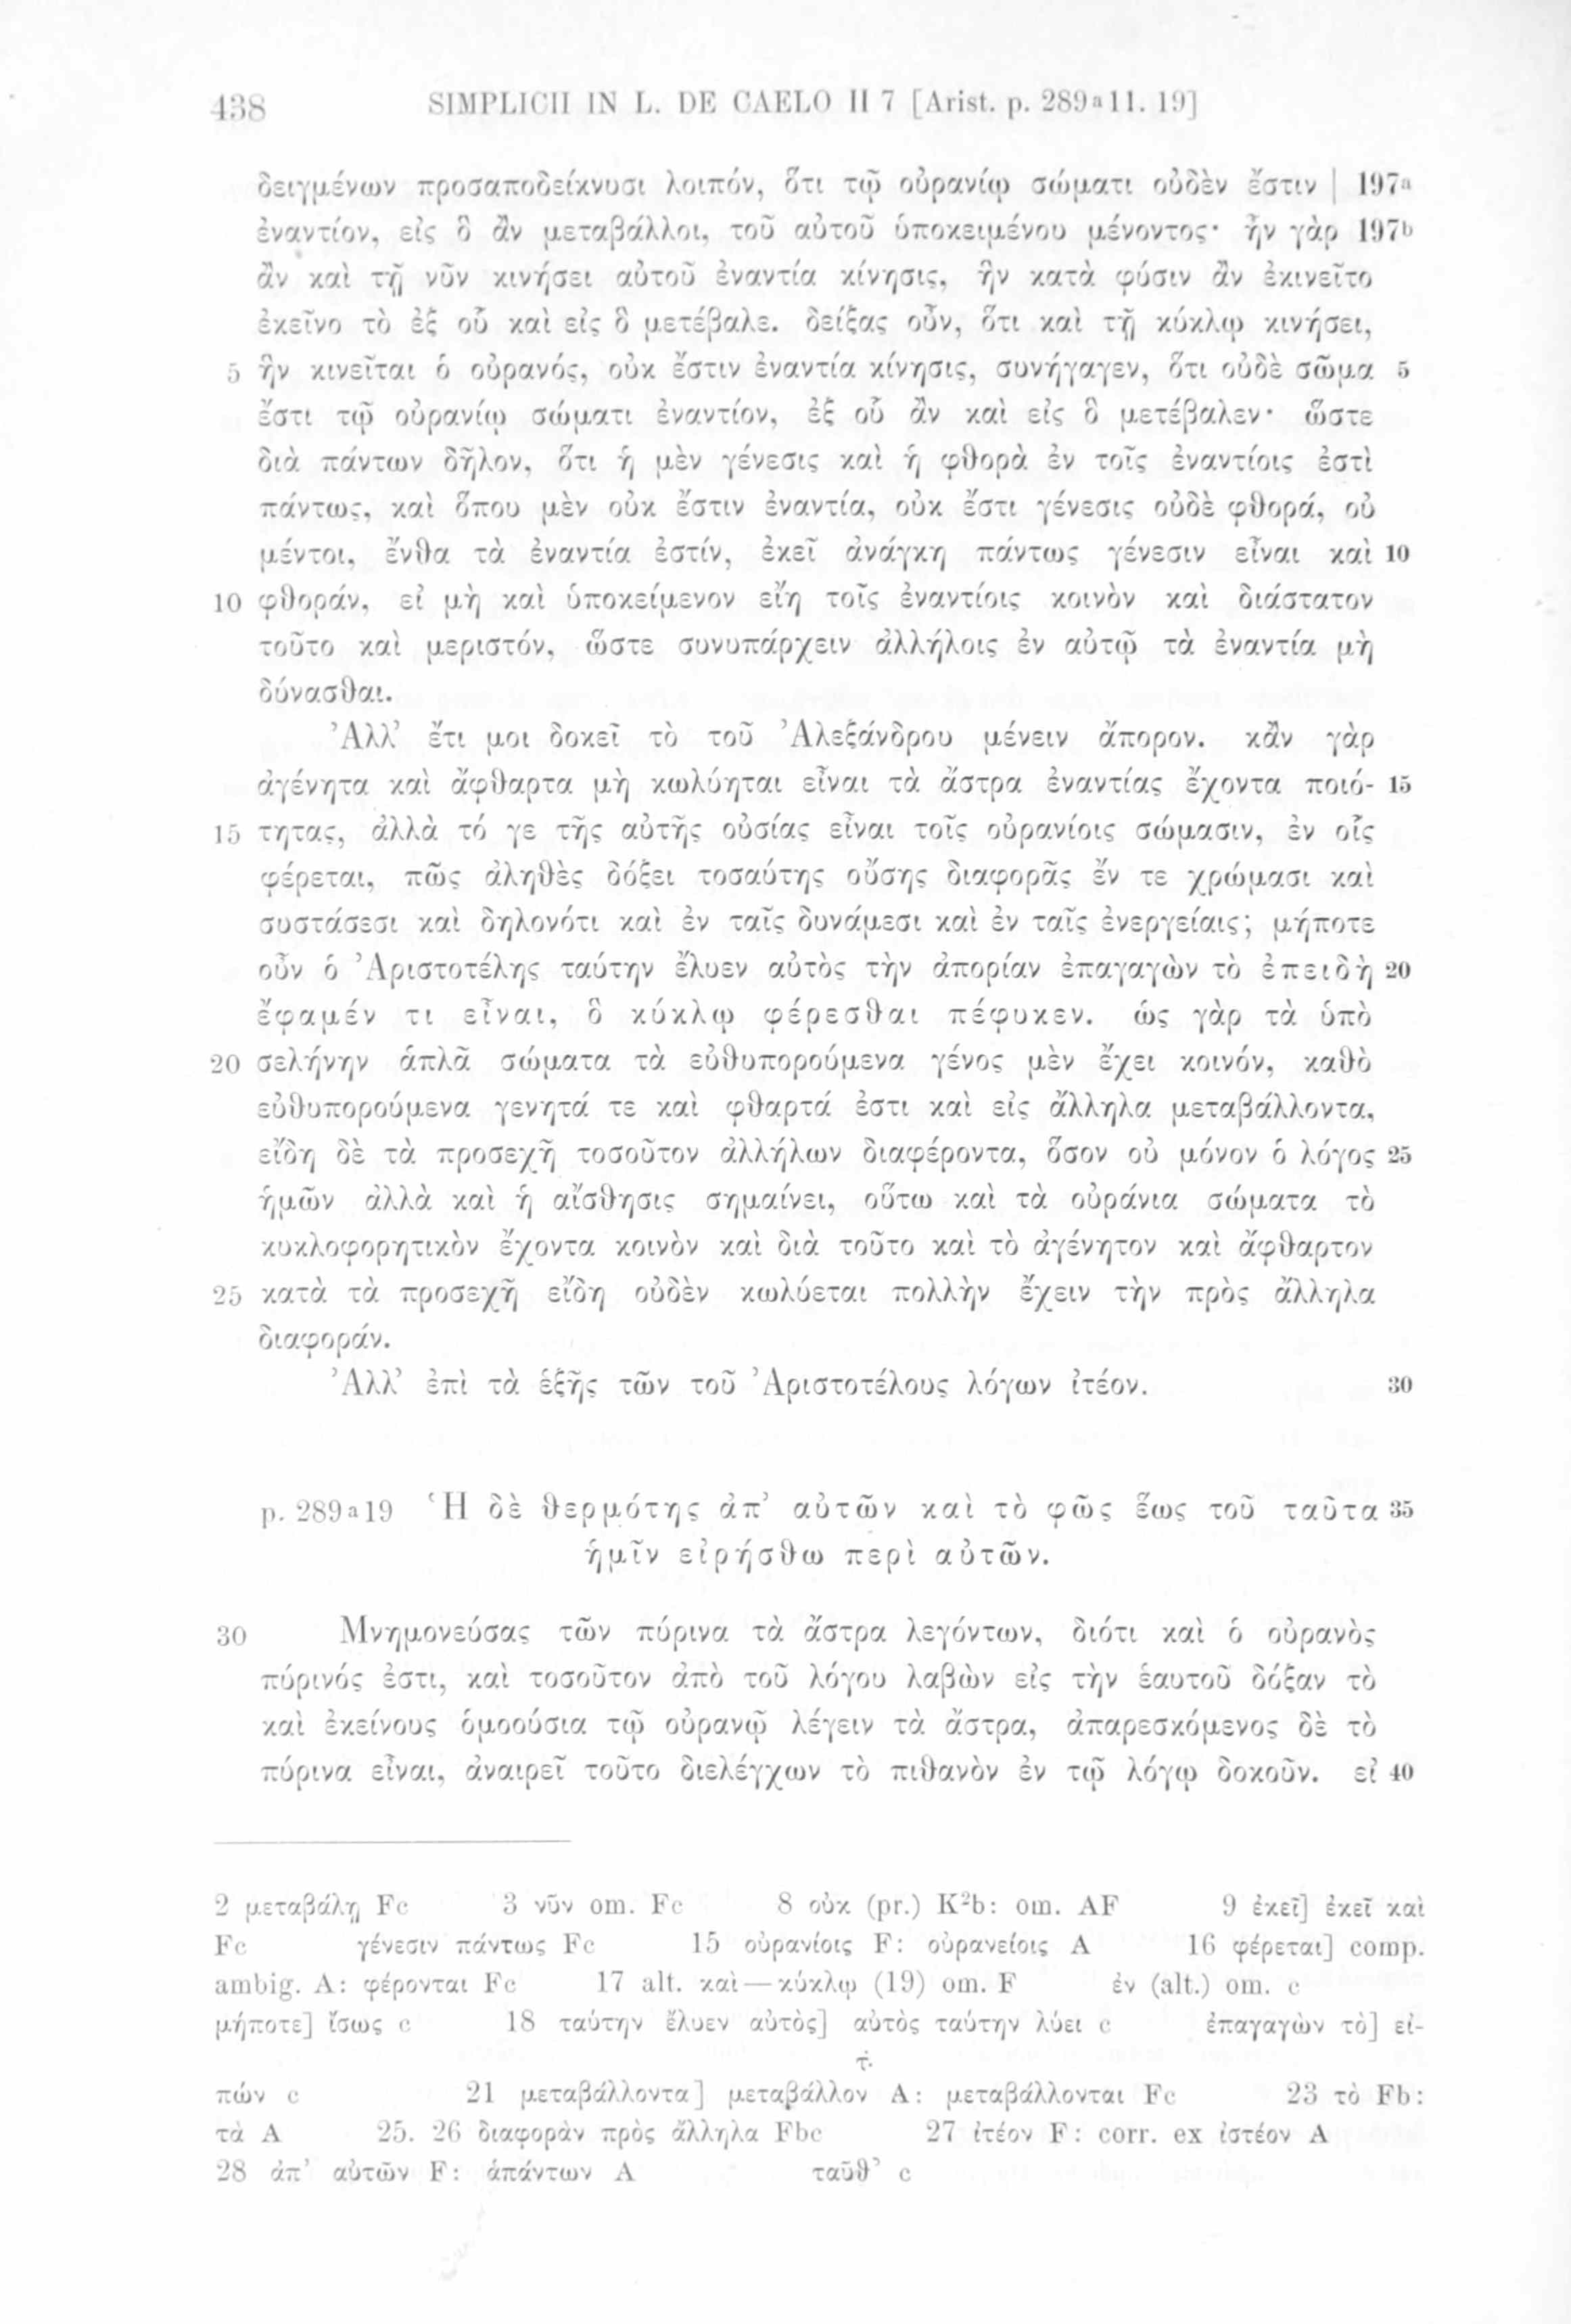 438 SIMPLICII IN L. DE CAELO II 7 [Arist. p. 289ᵃ11. 19]
δειγμένων προσαποδείκνυσι λοιπόν, ὅτι τῷ οὐρανίῳ σώματι οὐδὲν ἔστιν | 197ᵃ
ἐναντίον, εἰς ὃ ἂν μεταβάλλοι, τοῦ αὐτοῦ ὑποκειμένου μένοντος· ἦν γὰρ 197ᵇ
ἂν καὶ τῇ νῦν κινήσει αὐτοῦ ἐναντία κίνησις, ἣν κατὰ φύσιν ἂν ἐκινεῖτο
ἐκεῖνο τὸ ἐξ οὗ καὶ εἰς ὃ μετέβαλε. δείξας οὖν, ὅτι καὶ τῇ κύκλῳ κινήσει,
5 ἣν κινεῖται ὁ οὐρανός, οὐκ ἔστιν ἐναντία κίνησις, συνήγαγεν, ὅτι οὐδὲ σῶμα 5
ἔστι τῷ οὐρανίῳ σώματι ἐναντίον, ἐξ οὗ ἂν καὶ εἰς ὃ μετέβαλεν· ὥστε
διὰ πάντων δῆλον, ὅτι ἡ μὲν γένεσις καὶ ἡ φθορὰ ἐν τοῖς ἐναντίοις ἐστὶ
πάντως, καὶ ὅπου μὲν οὐκ ἔστιν ἐναντία, οὐκ ἔστι γένεσις οὐδὲ φθορά, οὐ
μέντοι, ἔνθα τὰ ἐναντία ἐστίν, ἐκεῖ ἀνάγκη πάντως γένεσιν εἶναι καὶ 10
10 φθοράν, εἰ μὴ καὶ ὑποκείμενον εἴη τοῖς ἐναντίοις κοινὸν καὶ διάστατον
τοῦτο καὶ μεριστόν, ὥστε συνυπάρχειν ἀλλήλοις ἐν αὐτῷ τὰ ἐναντία μὴ
δύνασθαι.
Ἀλλ’ ἔτι μοι δοκεῖ τὸ τοῦ Ἀλεξάνδρου μένειν ἄπορον. κἂν γὰρ
ἀγένητα καὶ ἄφθαρτα μὴ κωλύηται εἶναι τὰ ἄστρα ἐναντίας ἔχοντα ποιό- 15
15 τητας, ἀλλὰ τό γε τῆς αὐτῆς οὐσίας εἶναι τοῖς οὐρανίοις σώμασιν, ἐν οἷς
φέρεται, πῶς ἀληθὲς δόξει τοσαύτης οὔσης διαφορᾶς ἔν τε χρώμασι καὶ
συστάσεσι καὶ δηλονότι καὶ ἐν ταῖς δυνάμεσι καὶ ἐν ταῖς ἐνεργείαις; μήποτε
οὖν ὁ Ἀριστοτέλης ταύτην ἔλυεν αὐτὸς τὴν ἀπορίαν ἐπαγαγὼν τὸ ἐπειδὴ 20
ἔφαμέν τι εἶναι, ὃ κύκλῳ φέρεσθαι πέφυκεν. ὡς γὰρ τὰ ὑπὸ
20 σελήνην ἁπλᾶ σώματα τὰ εὐθυπορούμενα γένος μὲν ἔχει κοινόν, καθὸ
εὐθυπορούμενα γενητά τε καὶ φθαρτά ἐστι καὶ εἰς ἄλληλα μεταβάλλοντα,
εἴδη δὲ τὰ προσεχῆ τοσοῦτον ἀλλήλων διαφέροντα, ὅσον οὐ μόνον ὁ λόγος 25
ἡμῶν ἀλλὰ καὶ ἡ αἴσθησις σημαίνει, οὕτω καὶ τὰ οὐράνια σώματα τὸ
κυκλοφορητικὸν ἔχοντα κοινὸν καὶ διὰ τοῦτο καὶ τὸ ἀγένητον καὶ ἄφθαρτον
25 κατὰ τὰ προσεχῆ εἴδη οὐδὲν κωλύεται πολλὴν ἔχειν τὴν πρὸς ἄλληλα
διαφοράν.
Ἀλλ’ ἐπὶ τὰ ἑξῆς τῶν τοῦ Ἀριστοτέλους λόγων ἰτέον. 30
p. 289ᵃ19 Ἡ δὲ θερμότης ἀπ’ αὐτῶν καὶ τὸ φῶς ἕως τοῦ ταῦτα 35
ἡμῖν εἰρήσθω περὶ αὐτῶν.
30 Μνημονεύσας τῶν πύρινα τὰ ἄστρα λεγόντων, διότι καὶ ὁ οὐρανὸς
πύρινός ἐστι, καὶ τοσοῦτον ἀπὸ τοῦ λόγου λαβὼν εἰς τὴν ἑαυτοῦ δόξαν τὸ
καὶ ἐκείνους ὁμοούσια τῷ οὐρανῷ λέγειν τὰ ἄστρα, ἀπαρεσκόμενος δὲ τὸ
πύρινα εἶναι, ἀναιρεῖ τοῦτο διελέγχων τὸ πιθανὸν ἐν τῷ λόγῳ δοκοῦν. εἰ 40
2 μεταβάλῃ Fc 3 νῦν om. Fc 8 οὐκ (pr.) K²b: om. AF 9 ἐκεῖ] ἐκεῖ καὶ
Fc γένεσιν πάντως Fc 15 οὐρανίοις F: οὐρανείοις A 16 φέρεται] comp.
ambig. A: φέρονται Fc 17 alt. καὶ—κύκλῳ (19) om. F ἐν (alt.) om. c
μήποτε] ἴσως c 18 ταύτην ἔλυεν αὐτὸς] αὐτὸς ταύτην λύει c ἐπαγαγὼν τὸ] εἰ-
τ·
πών c 21 μεταβάλλοντα] μεταβάλλον A: μεταβάλλονται Fc 23 τὸ Fb:
τὰ A 25. 26 διαφορὰν πρὸς ἄλληλα Fbc 27 ἰτέον F: corr. ex ἰστέον A
28 ἀπ’ αὐτῶν F: ἁπάντων A ταῦθ’ c